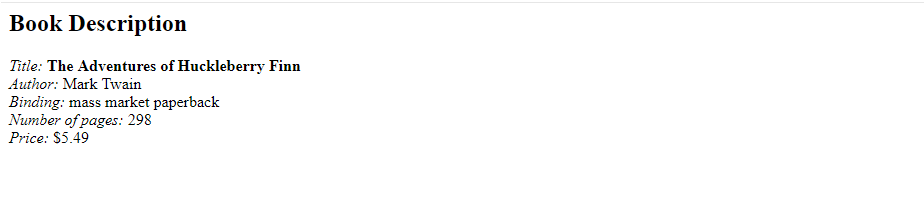 Book Description
Title: The Adventures of Huckleberry Finn
Author: Mark Twain
Binding: mass market paperback
Number of pages: 298
Price: $5.49